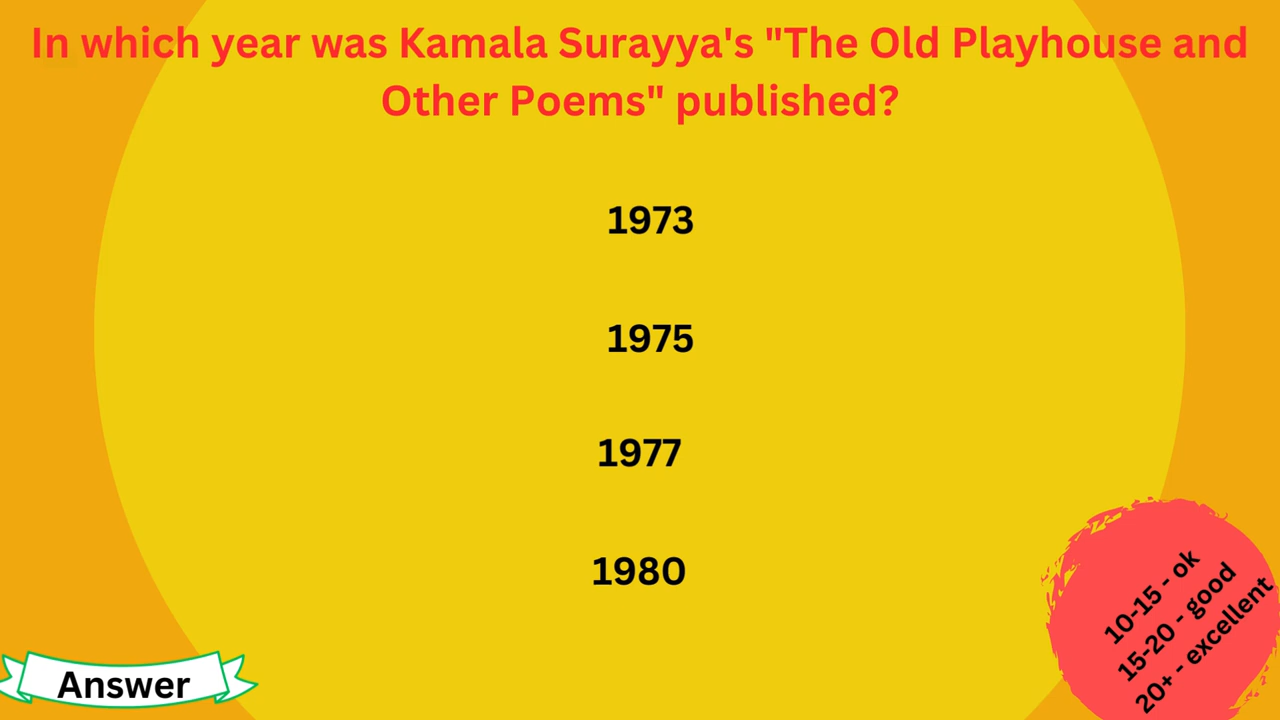 In which year was Kamala Surayya's "The Old Playhouse and
Other Poems" published?
1973
1975
1977
1980
10-15 - ok
15-20 - good
20+ - excellent
Answer